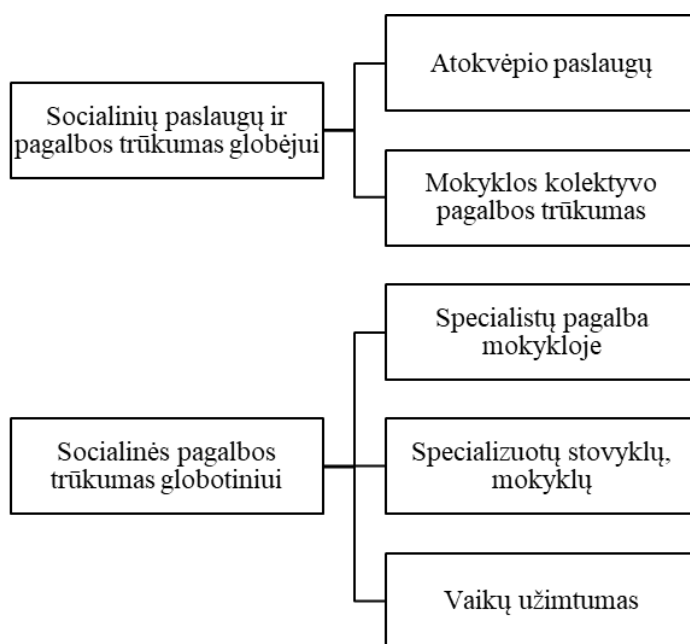 Socialinių paslaugų ir
pagalbos trūkumas globėjui
Atokvėpio paslaugų
Mokyklos kolektyvo
pagalbos trūkumas
Socialinės pagalbos
trūkumas globotiniui
Specialistų pagalba
mokykloje
Specializuotų stovyklų,
mokyklų
Vaikų užimtumas